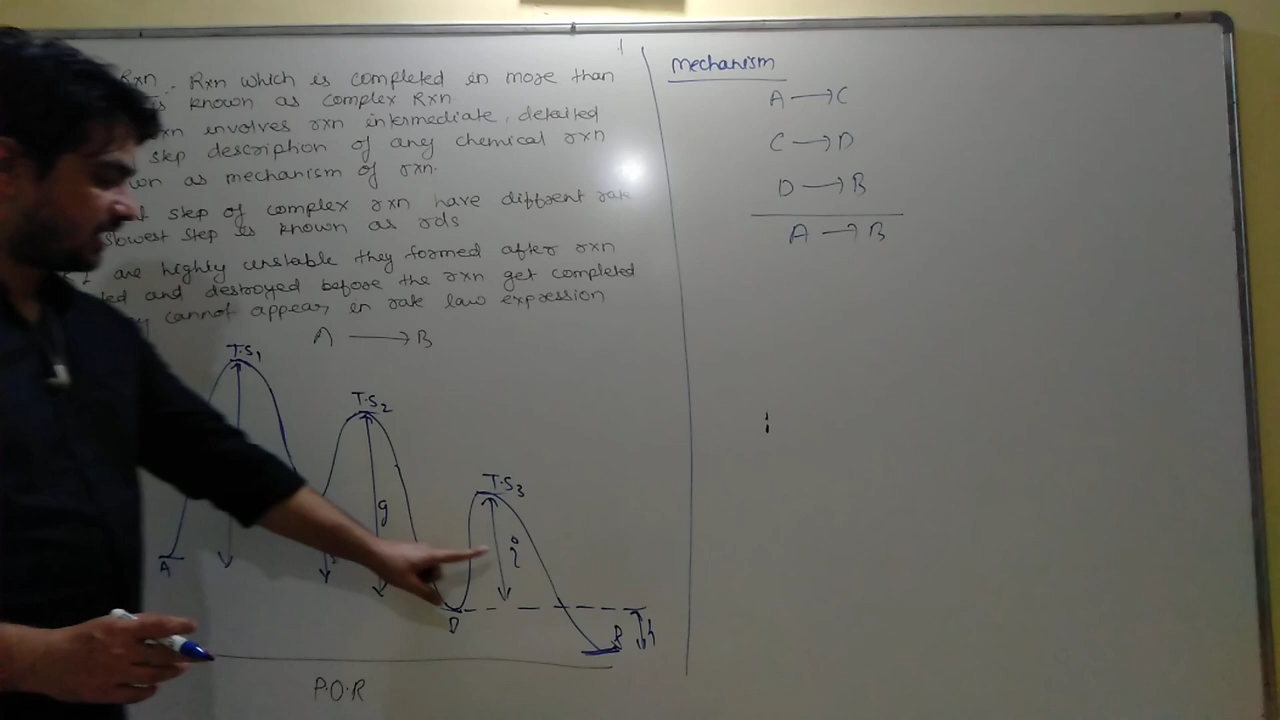 Rxn - Rxn which is completed in more than
is known as complex Rxn
rxn involves rxn intermediate, detailed
step description of any chemical rxn
as mechanism of rxn.
step of complex rxn have diffrent rate
slowest step is known as rds
are highly unstable they formed after rxn
and destroyed before the rxn get completed
cannot appear in rate law expression
A → B
T.S1
T.S2
T.S3
g
i
A
D
B
h
P.O.R
mechanism
A → C
C → D
D → B
A → B